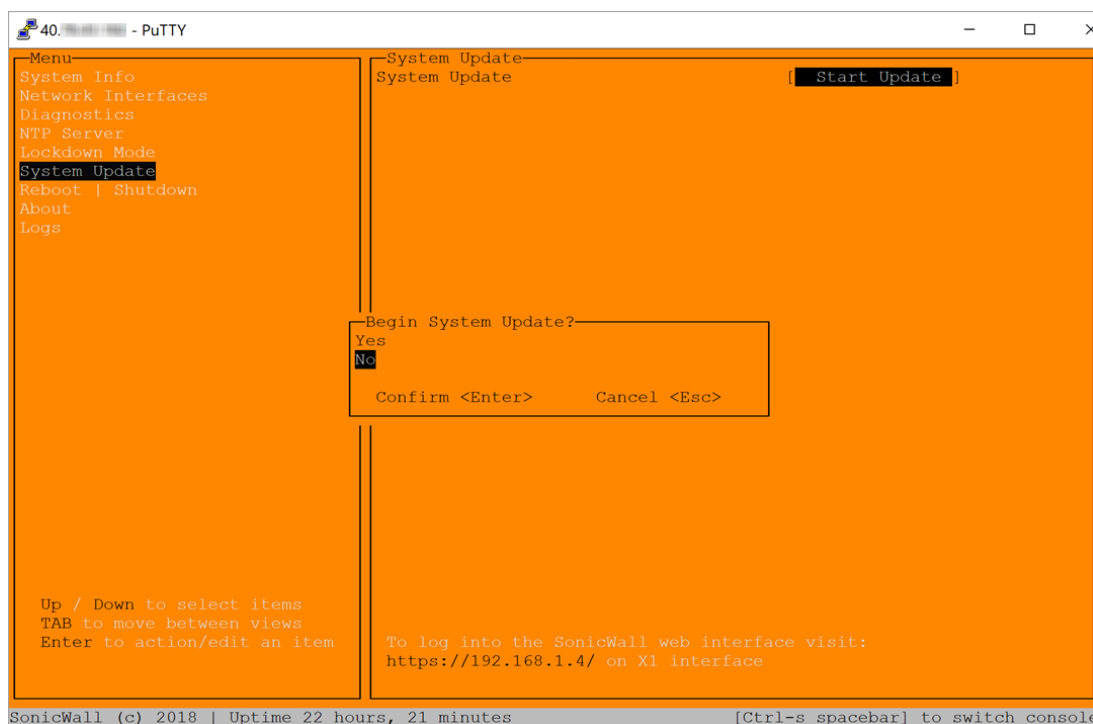 40. - PuTTY
Menu
System Info
Network Interfaces
Diagnostics
NTP Server
Lockdown Mode
System Update
Reboot | Shutdown
About
Logs
System Update
System Update [ Start Update ]
Begin System Update?
Yes
No
Confirm <Enter> Cancel <Esc>
Up / Down to select items
TAB to move between views
Enter to action/edit an item
To log into the SonicWall web interface visit:
https://192.168.1.4/ on X1 interface
SonicWall (c) 2018 | Uptime 22 hours, 21 minutes [Ctrl-s spacebar] to switch console